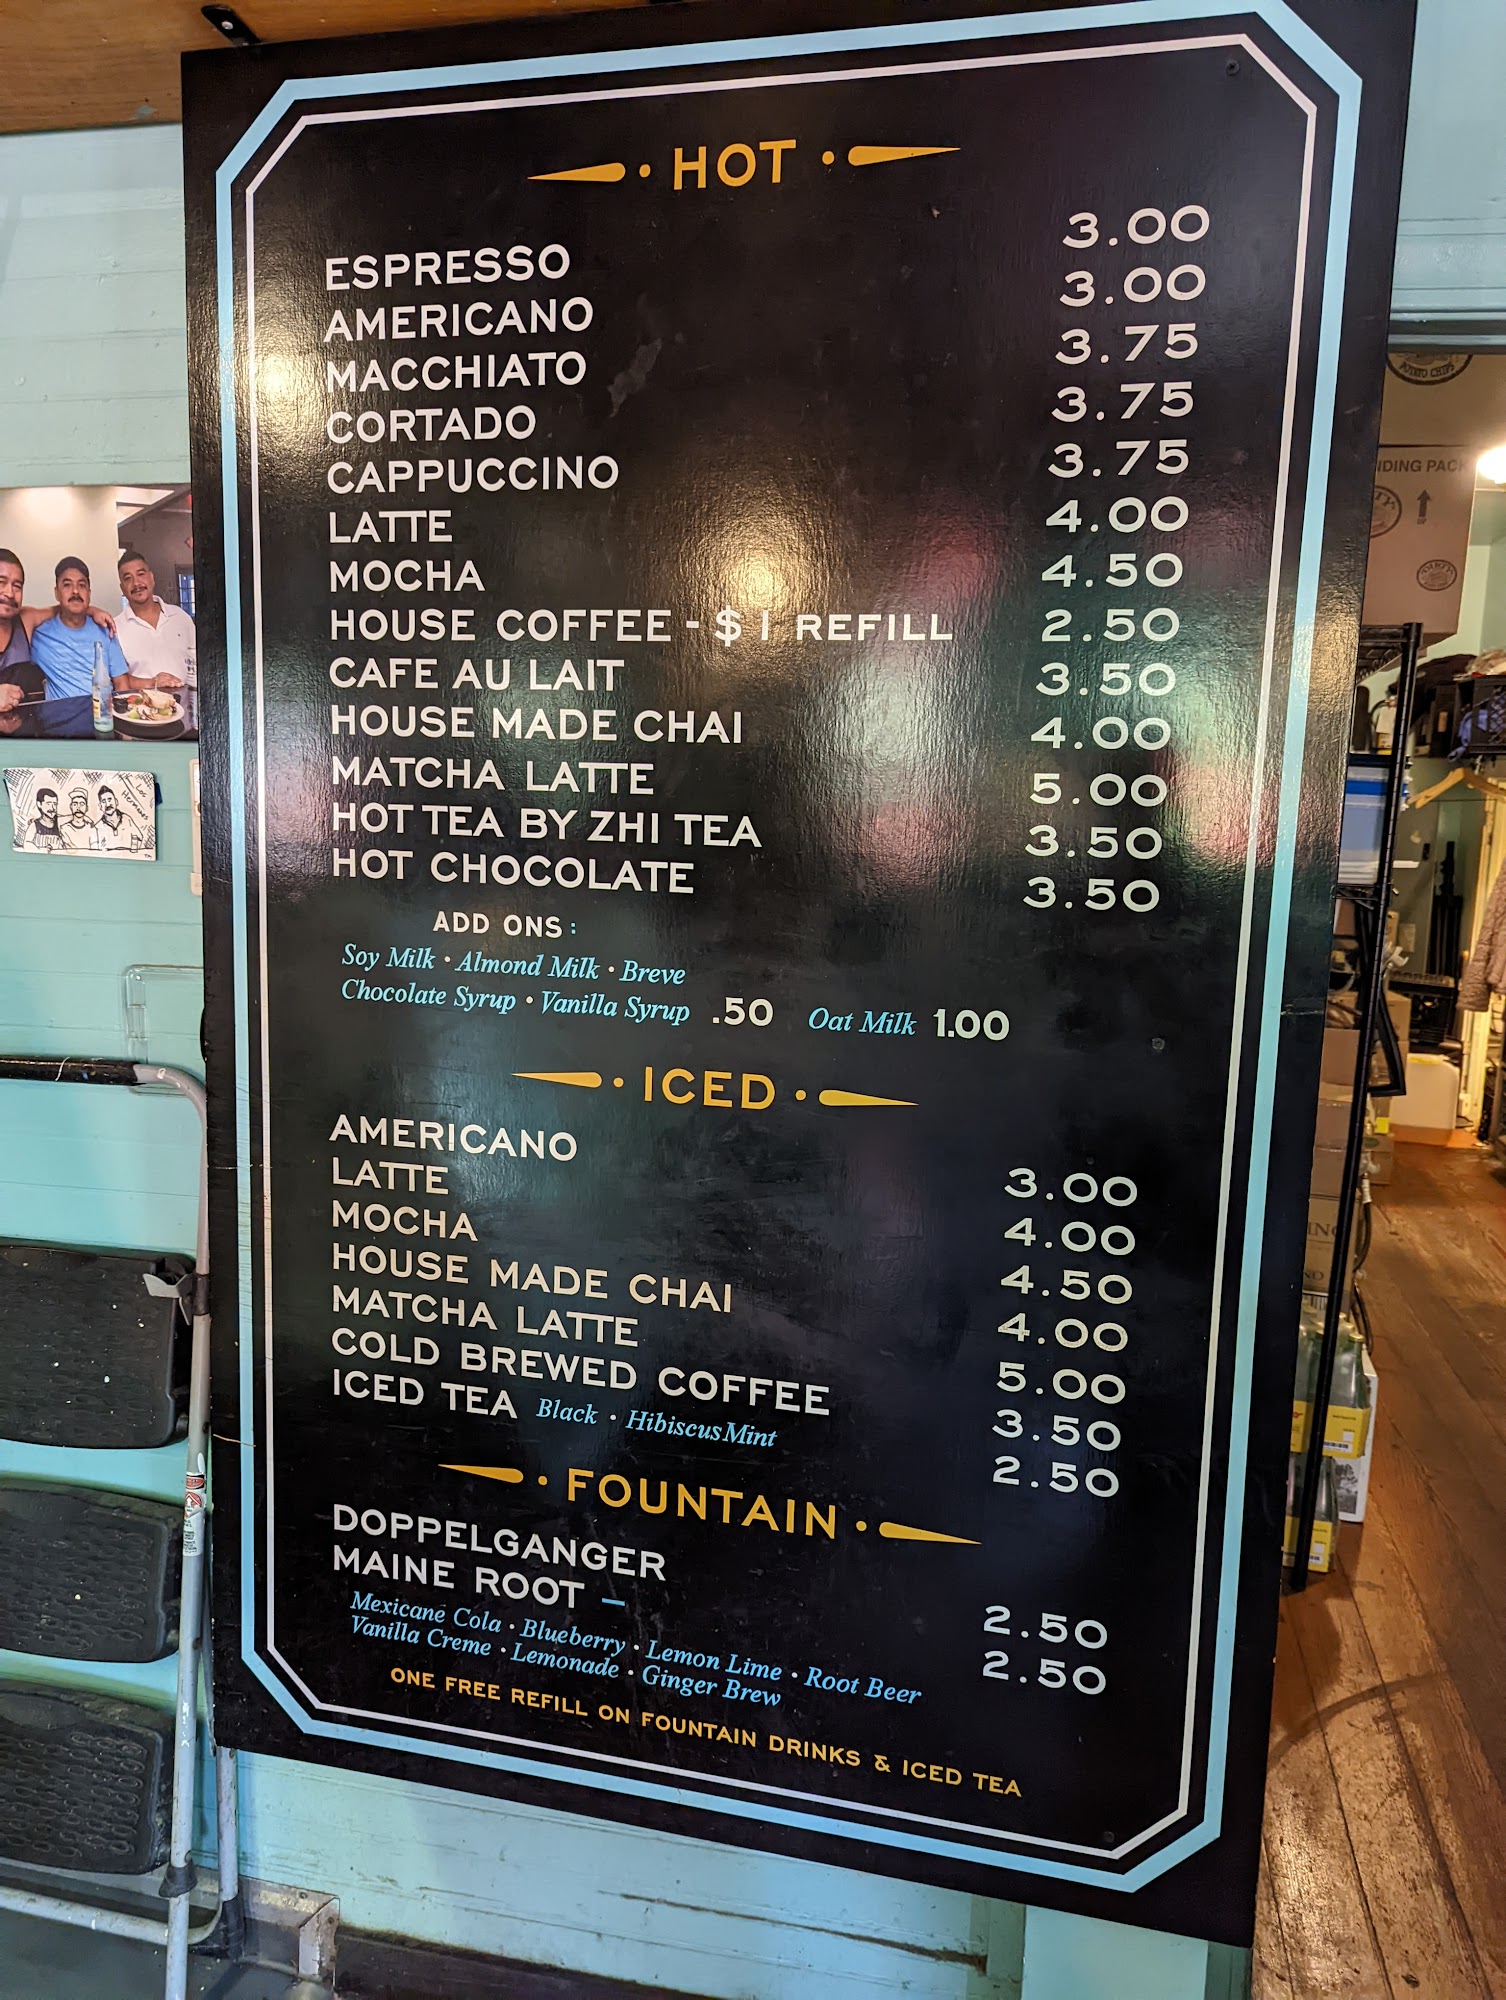 HOT
ESPRESSO 3.00
AMERICANO 3.00
MACCHIATO 3.75
CORTADO 3.75
CAPPUCCINO 3.75
LATTE 4.00
MOCHA 4.50
HOUSE COFFEE - $1 REFILL 2.50
CAFE AU LAIT 3.50
HOUSE MADE CHAI 4.00
MATCHA LATTE 5.00
HOT TEA BY ZHI TEA 3.50
HOT CHOCOLATE 3.50
ADD ONS:
Soy Milk • Almond Milk • Breve
Chocolate Syrup • Vanilla Syrup .50 Oat Milk 1.00
ICED
AMERICANO 3.00
LATTE 4.00
MOCHA 4.50
HOUSE MADE CHAI 4.00
MATCHA LATTE 5.00
COLD BREWED COFFEE 3.50
ICED TEA Black • Hibiscus Mint 2.50
FOUNTAIN
DOPPELGANGER 2.50
MAINE ROOT – 2.50
Mexicane Cola • Blueberry • Lemon Lime • Root Beer
Vanilla Creme • Lemonade • Ginger Brew
ONE FREE REFILL ON FOUNTAIN DRINKS & ICED TEA
POTATO CHIPS